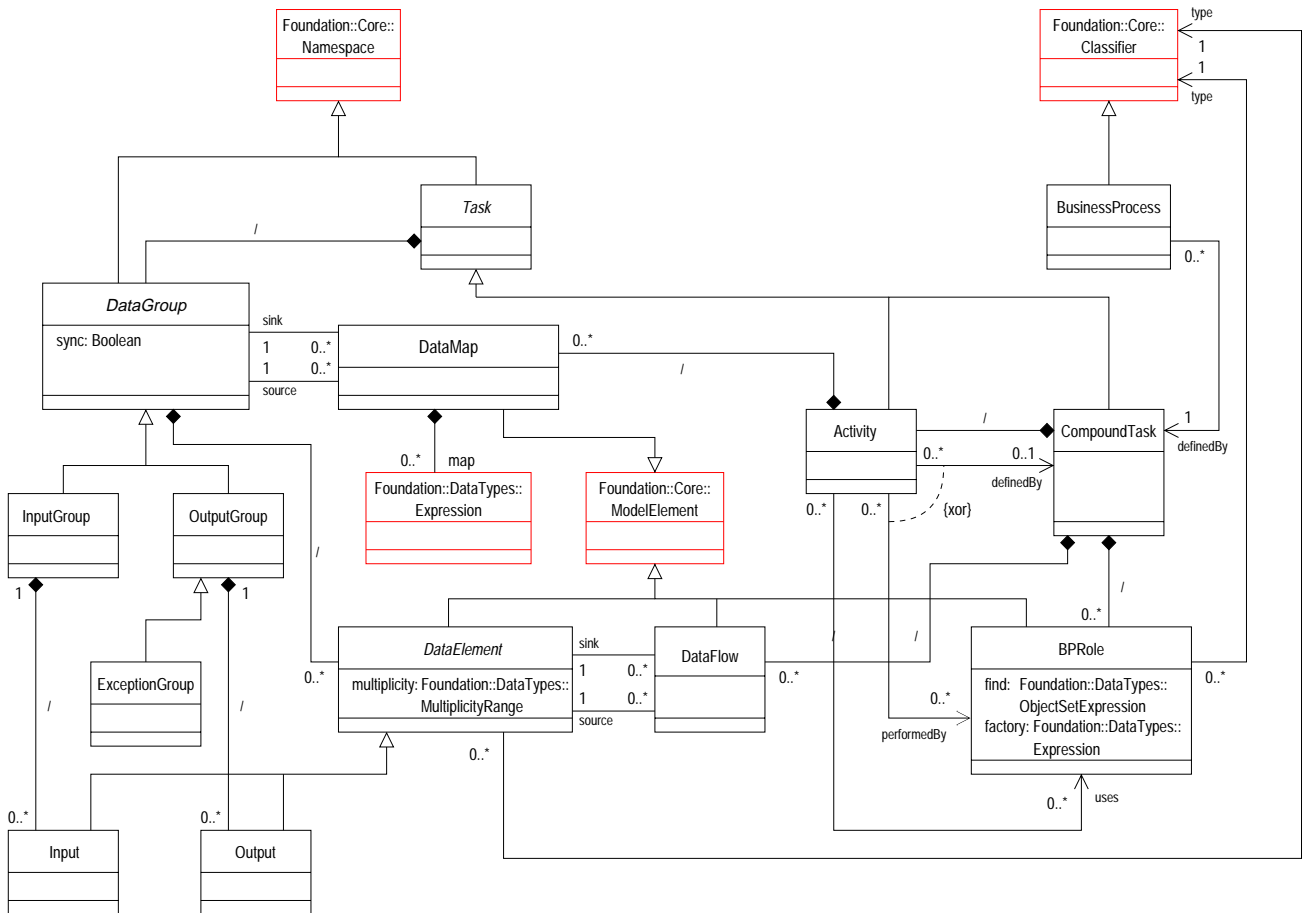 Foundation::Core::
Namespace
Foundation::Core::
Classifier
type
1
1
type
Task
BusinessProcess
/
0..*
DataGroup
sync: Boolean
sink
1
0..*
1
0..*
source
DataMap
0..*
/
Activity
/
CompoundTask
1
definedBy
0..*
0..1
definedBy
0..*
map
Foundation::DataTypes::
Expression
Foundation::Core::
ModelElement
0..*
0..*
{xor}
InputGroup
OutputGroup
/
1
1
/
0..*
DataElement
multiplicity: Foundation::DataTypes::
MultiplicityRange
sink
1
0..*
1
0..*
source
DataFlow
/
/
0..*
BPRole
find: Foundation::DataTypes::
ObjectSetExpression
factory: Foundation::DataTypes::
Expression
0..*
0..*
0..*
performedBy
ExceptionGroup
/
/
0..*
0..*
uses
0..*
0..*
Input
Output